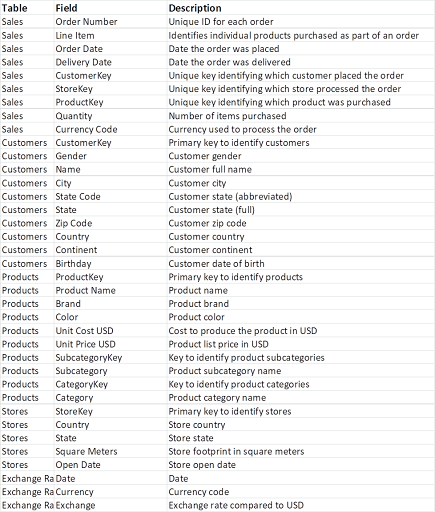 Table Field Description
Sales Order Number Unique ID for each order
Sales Line Item Identifies individual products purchased as part of an order
Sales Order Date Date the order was placed
Sales Delivery Date Date the order was delivered
Sales CustomerKey Unique key identifying which customer placed the order
Sales StoreKey Unique key identifying which store processed the order
Sales ProductKey Unique key identifying which product was purchased
Sales Quantity Number of items purchased
Sales Currency Code Currency used to process the order
Customers CustomerKey Primary key to identify customers
Customers Gender Customer gender
Customers Name Customer full name
Customers City Customer city
Customers State Code Customer state (abbreviated)
Customers State Customer state (full)
Customers Zip Code Customer zip code
Customers Country Customer country
Customers Continent Customer continent
Customers Birthday Customer date of birth
Products ProductKey Primary key to identify products
Products Product Name Product name
Products Brand Product brand
Products Color Product color
Products Unit Cost USD Cost to produce the product in USD
Products Unit Price USD Product list price in USD
Products SubcategoryKey Key to identify product subcategories
Products Subcategory Product subcategory name
Products CategoryKey Key to identify product categories
Products Category Product category name
Stores StoreKey Primary key to identify stores
Stores Country Store country
Stores State Store state
Stores Square Meters Store footprint in square meters
Stores Open Date Store open date
Exchange Ra Date Date
Exchange Ra Currency Currency code
Exchange Ra Exchange Exchange rate compared to USD